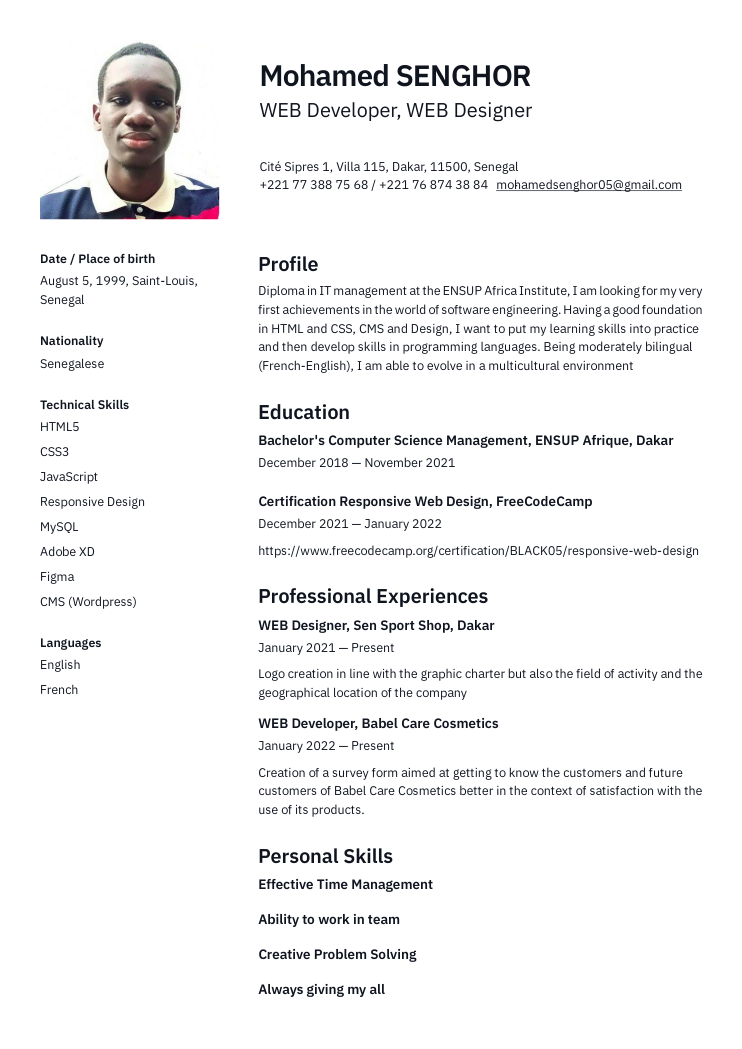 Mohamed SENGHOR
WEB Developer, WEB Designer
Cité Sipres 1, Villa 115, Dakar, 11500, Senegal
+221 77 388 75 68 / +221 76 874 38 84 mohamedsenghor05@gmail.com
Date / Place of birth
August 5, 1999, Saint-Louis,
Senegal
Nationality
Senegalese
Technical Skills
HTML5
CSS3
JavaScript
Responsive Design
MySQL
Adobe XD
Figma
CMS (Wordpress)
Languages
English
French
Profile
Diploma in IT management at the ENSUP Africa Institute, I am looking for my very
first achievements in the world of software engineering. Having a good foundation
in HTML and CSS, CMS and Design, I want to put my learning skills into practice
and then develop skills in programming languages. Being moderately bilingual
(French-English), I am able to evolve in a multicultural environment
Education
Bachelor's Computer Science Management, ENSUP Afrique, Dakar
December 2018 — November 2021
Certification Responsive Web Design, FreeCodeCamp
December 2021 — January 2022
https://www.freecodecamp.org/certification/BLACK05/responsive-web-design
Professional Experiences
WEB Designer, Sen Sport Shop, Dakar
January 2021 — Present
Logo creation in line with the graphic charter but also the field of activity and the
geographical location of the company
WEB Developer, Babel Care Cosmetics
January 2022 — Present
Creation of a survey form aimed at getting to know the customers and future
customers of Babel Care Cosmetics better in the context of satisfaction with the
use of its products.
Personal Skills
Effective Time Management
Ability to work in team
Creative Problem Solving
Always giving my all